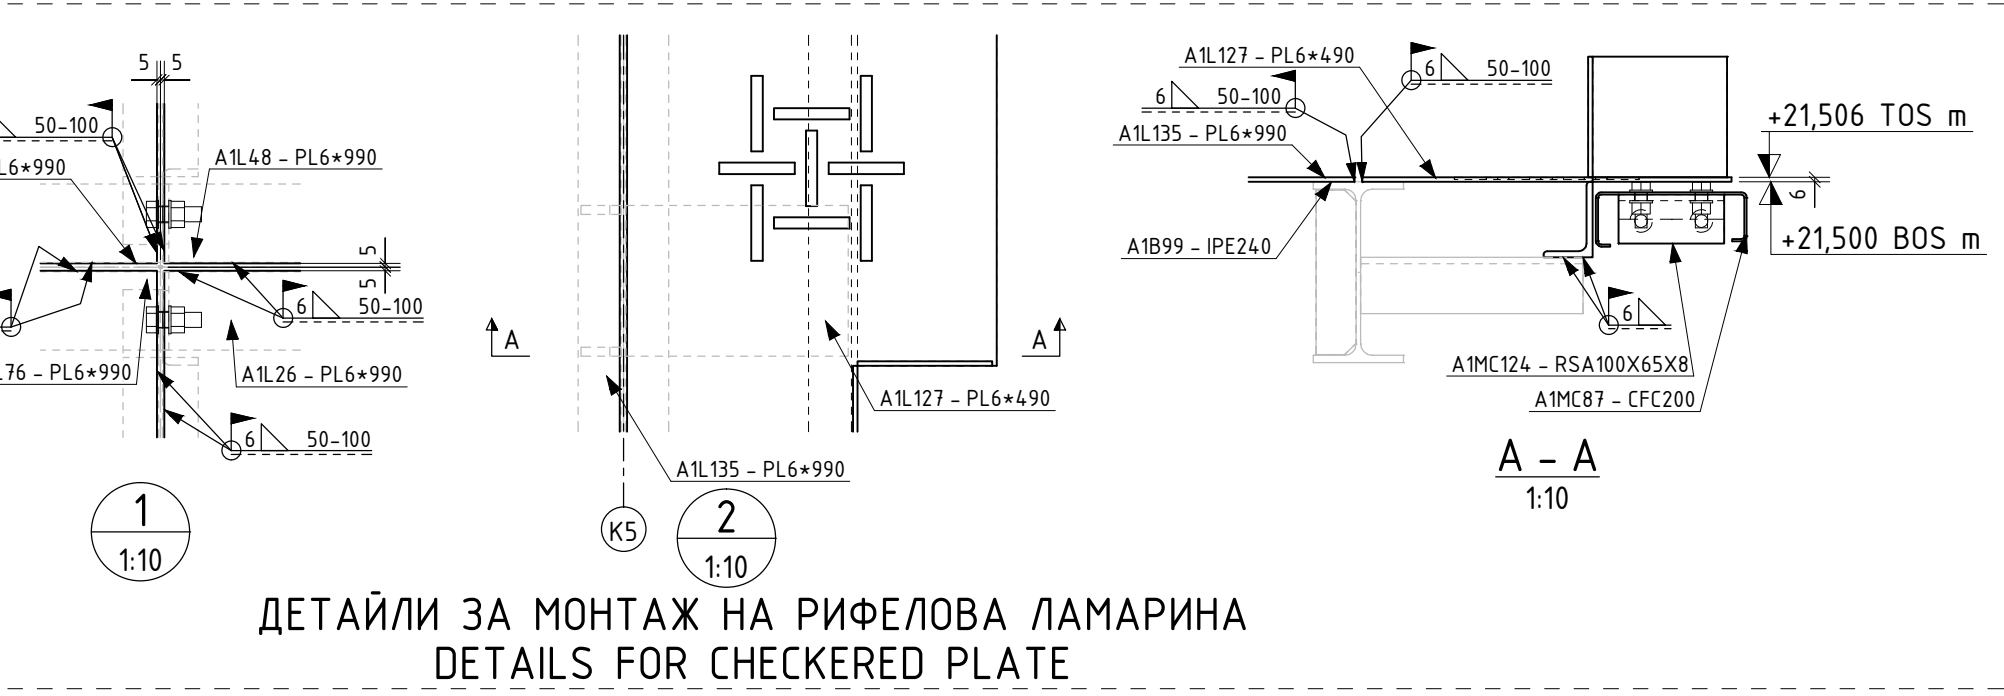 5 5
50-100
L6*990
A1L48 - PL6*990
5
5
6 50-100
L76 - PL6*990
A1L26 - PL6*990
6 50-100
1
1:10
A A
A1L127 - PL6*490
A1L135 - PL6*990
K5
2
1:10
A1L127 - PL6*490
6 50-100
6 50-100
A1L135 - PL6*990
+21,506 TOS m
6
A1B99 - IPE240
+21,500 BOS m
6
A1MC124 - RSA100X65X8
A1MC87 - CFC200
A - A
1:10
ДЕТАЙЛИ ЗА МОНТАЖ НА РИФЕЛОВА ЛАМАРИНА
DETAILS FOR CHECKERED PLATE